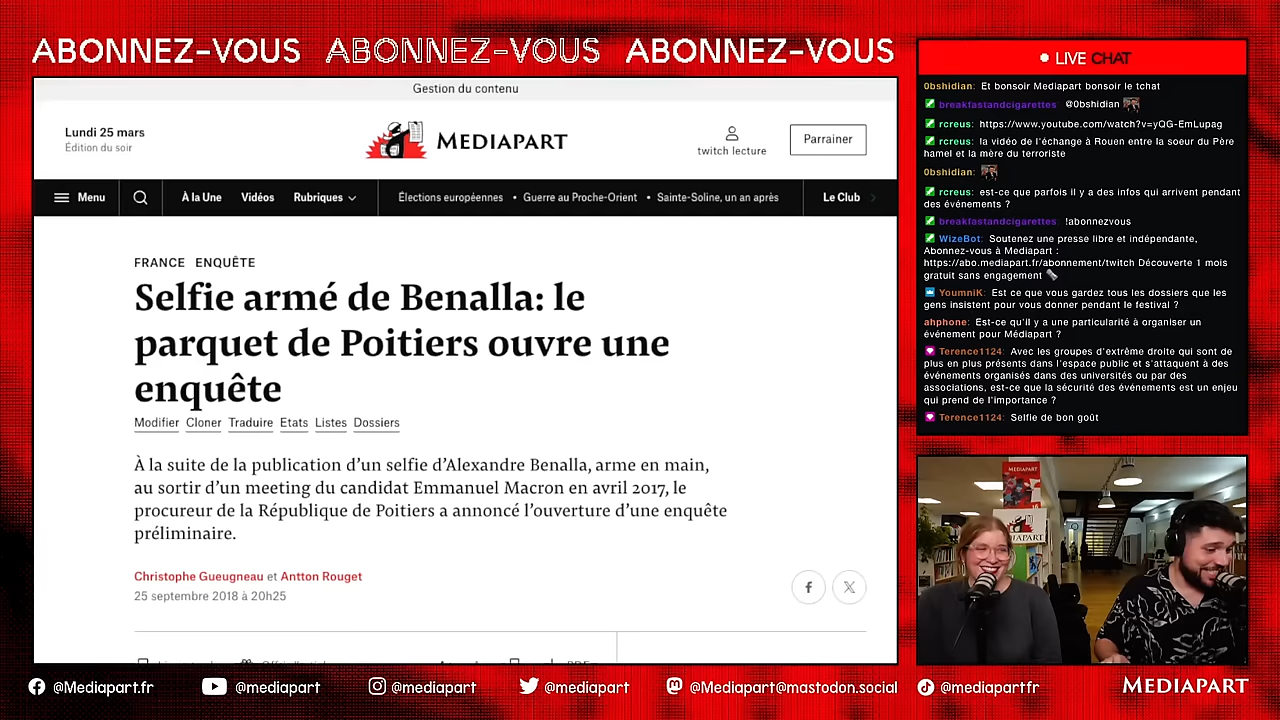 ABONNEZ-VOUS ABONNEZ-VOUS ABONNEZ-VOUS
Gestion du contenu
Lundi 25 mars
Édition du soir
MEDIAPART
twitch lecture
Parrainer
Menu
À la Une
Vidéos
Rubriques
Élections européennes • Guerre au Proche-Orient • Sainte-Soline, un an après
Le Club
FRANCE ENQUÊTE
Selfie armé de Benalla: le
parquet de Poitiers ouvre une
enquête
Modifier Cloner Traduire Etats Listes Dossiers
À la suite de la publication d’un selfie d’Alexandre Benalla, arme en main,
au sortir d’un meeting du candidat Emmanuel Macron en avril 2017, le
procureur de la République de Poitiers a annoncé l’ouverture d’une enquête
préliminaire.
Christophe Gueugneau et Antton Rouget
25 septembre 2018 à 20h25
LIVE CHAT
0bshidian: Et bonsoir Mediapart bonsoir le tchat
breakfastandcigarettes: @0bshidian
rcreus: https://www.youtube.com/watch?v=yQG-EmLupag
rcreus: la vidéo de l'échange à Rouen entre la soeur du Père
hamel et la mère du terroriste
0bshidian:
rcreus: est-ce que parfois il y a des infos qui arrivent pendant
des événements ?
breakfastandcigarettes: !abonnezvous
WizeBot: Soutenez une presse libre et indépendante,
Abonnez-vous à Mediapart :
https://abo.mediapart.fr/abonnement/twitch Découverte 1 mois
gratuit sans engagement
YoumniK: Est ce que vous gardez tous les dossiers que les
gens insistent pour vous donner pendant le festival ?
ahphone: Est-ce qu'il y a une particularité à organiser un
événement pour Médiapart ?
Terence1124: Avec les groupes d'extrême droite qui sont de
plus en plus présents dans l'espace public et s'attaquent à des
événements organisés dans des universités ou par des
associations, est-ce que la sécurité des événements est un enjeu
qui prend de l'importance ?
Terence1124: Selfie de bon goût
MEDIAPART
@Mediapart.fr
@mediapart
@mediapart
@mediapart
@Mediapart@mastodon.social
@mediapartfr
MEDIAPART